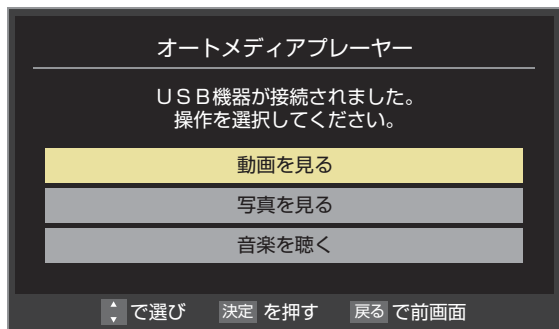 オートメディアプレーヤー
USB機器が接続されました。
操作を選択してください。
動画を見る
写真を見る
音楽を聴く
で選び 決定 を押す 戻る で前画面